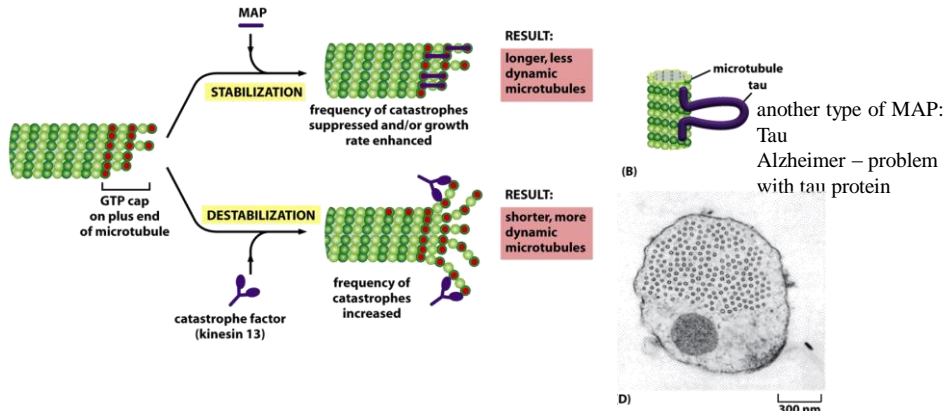 MAP
STABILIZATION
frequency of catastrophes
suppressed and/or growth
rate enhanced
RESULT:
longer, less
dynamic
microtubules
GTP cap
on plus end
of microtubule
DESTABILIZATION
catastrophe factor
(kinesin 13)
frequency of
catastrophes
increased
RESULT:
shorter, more
dynamic
microtubules
microtubule
tau
(B)
another type of MAP:
Tau
Alzheimer – problem
with tau protein
D)
300 nm